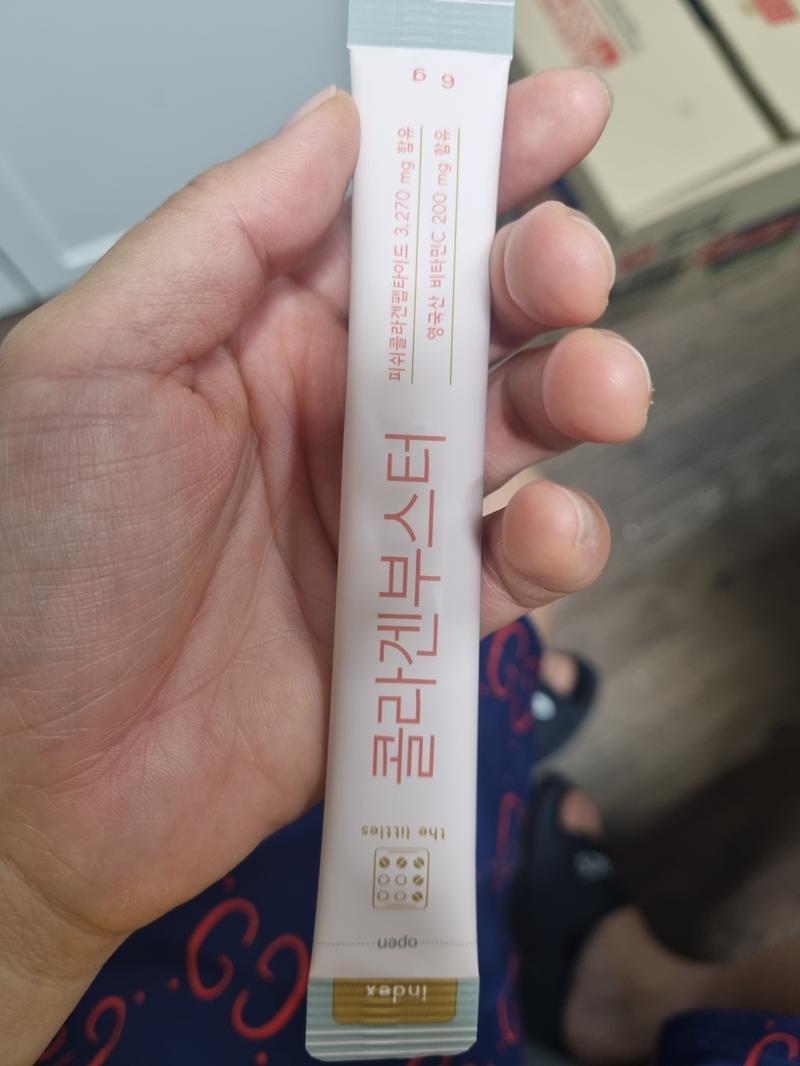 index
open
the littles
콜라겐부스터
피쉬콜라겐펩타이드 3,270 mg 함유
영국산 비타민C 200 mg 함유
6 g